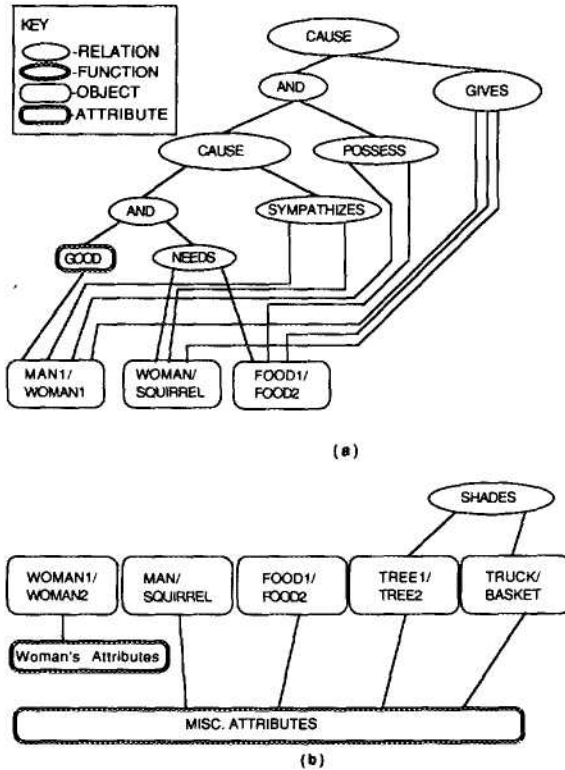 KEY
-RELATION
-FUNCTION
-OBJECT
-ATTRIBUTE
CAUSE
AND
GIVES
CAUSE
POSSESS
AND
SYMPATHIZES
GOOD
NEEDS
MAN1/
WOMAN1
WOMAN/
SQUIRREL
FOOD1/
FOOD2
(a)
SHADES
WOMAN1/
WOMAN2
MAN/
SQUIRREL
FOOD1/
FOOD2
TREE1/
TREE2
TRUCK/
BASKET
Woman's Attributes
MISC. ATTRIBUTES
(b)